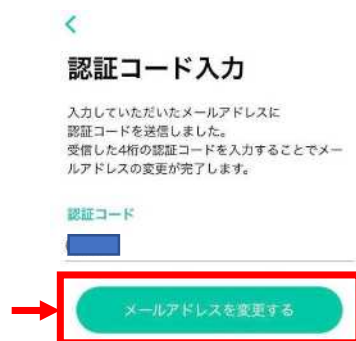 認証コード入力
入力していただいたメールアドレスに
認証コードを送信しました。
受信した4桁の認証コードを入力することでメー
ルアドレスの変更が完了します。
認証コード
メールアドレスを変更する